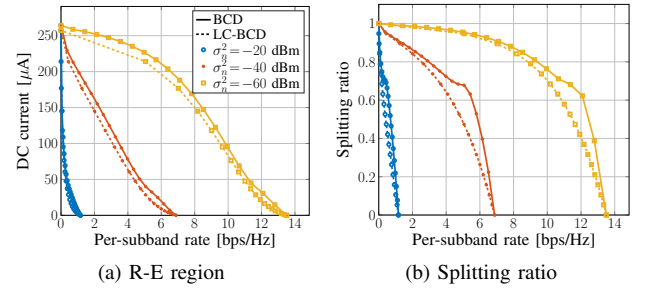 BCD
LC-BCD
σ_n^2=−20 dBm
σ_n^2=−40 dBm
σ_n^2=−60 dBm
DC current [μA]
250
200
150
100
50
0
0 2 4 6 8 10 12 14
Per-subband rate [bps/Hz]
(a) R-E region
Splitting ratio
1
0.8
0.6
0.4
0.2
0
0 2 4 6 8 10 12 14
Per-subband rate [bps/Hz]
(b) Splitting ratio